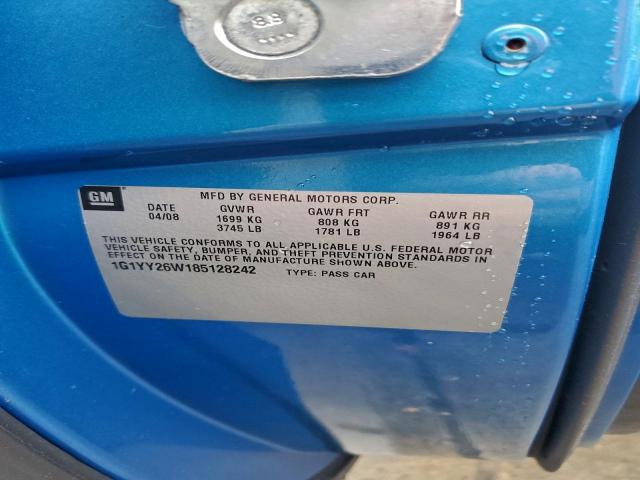 8.8
GM
MFD BY GENERAL MOTORS CORP.
DATE GVWR GAWR FRT GAWR RR
04/08 1699 KG 808 KG 891 KG
3745 LB 1781 LB 1964 LB
THIS VEHICLE CONFORMS TO ALL APPLICABLE U.S. FEDERAL MOTOR
VEHICLE SAFETY, BUMPER, AND THEFT PREVENTION STANDARDS IN
EFFECT ON THE DATE OF MANUFACTURE SHOWN ABOVE.
1G1YY26W185128242 TYPE: PASS CAR